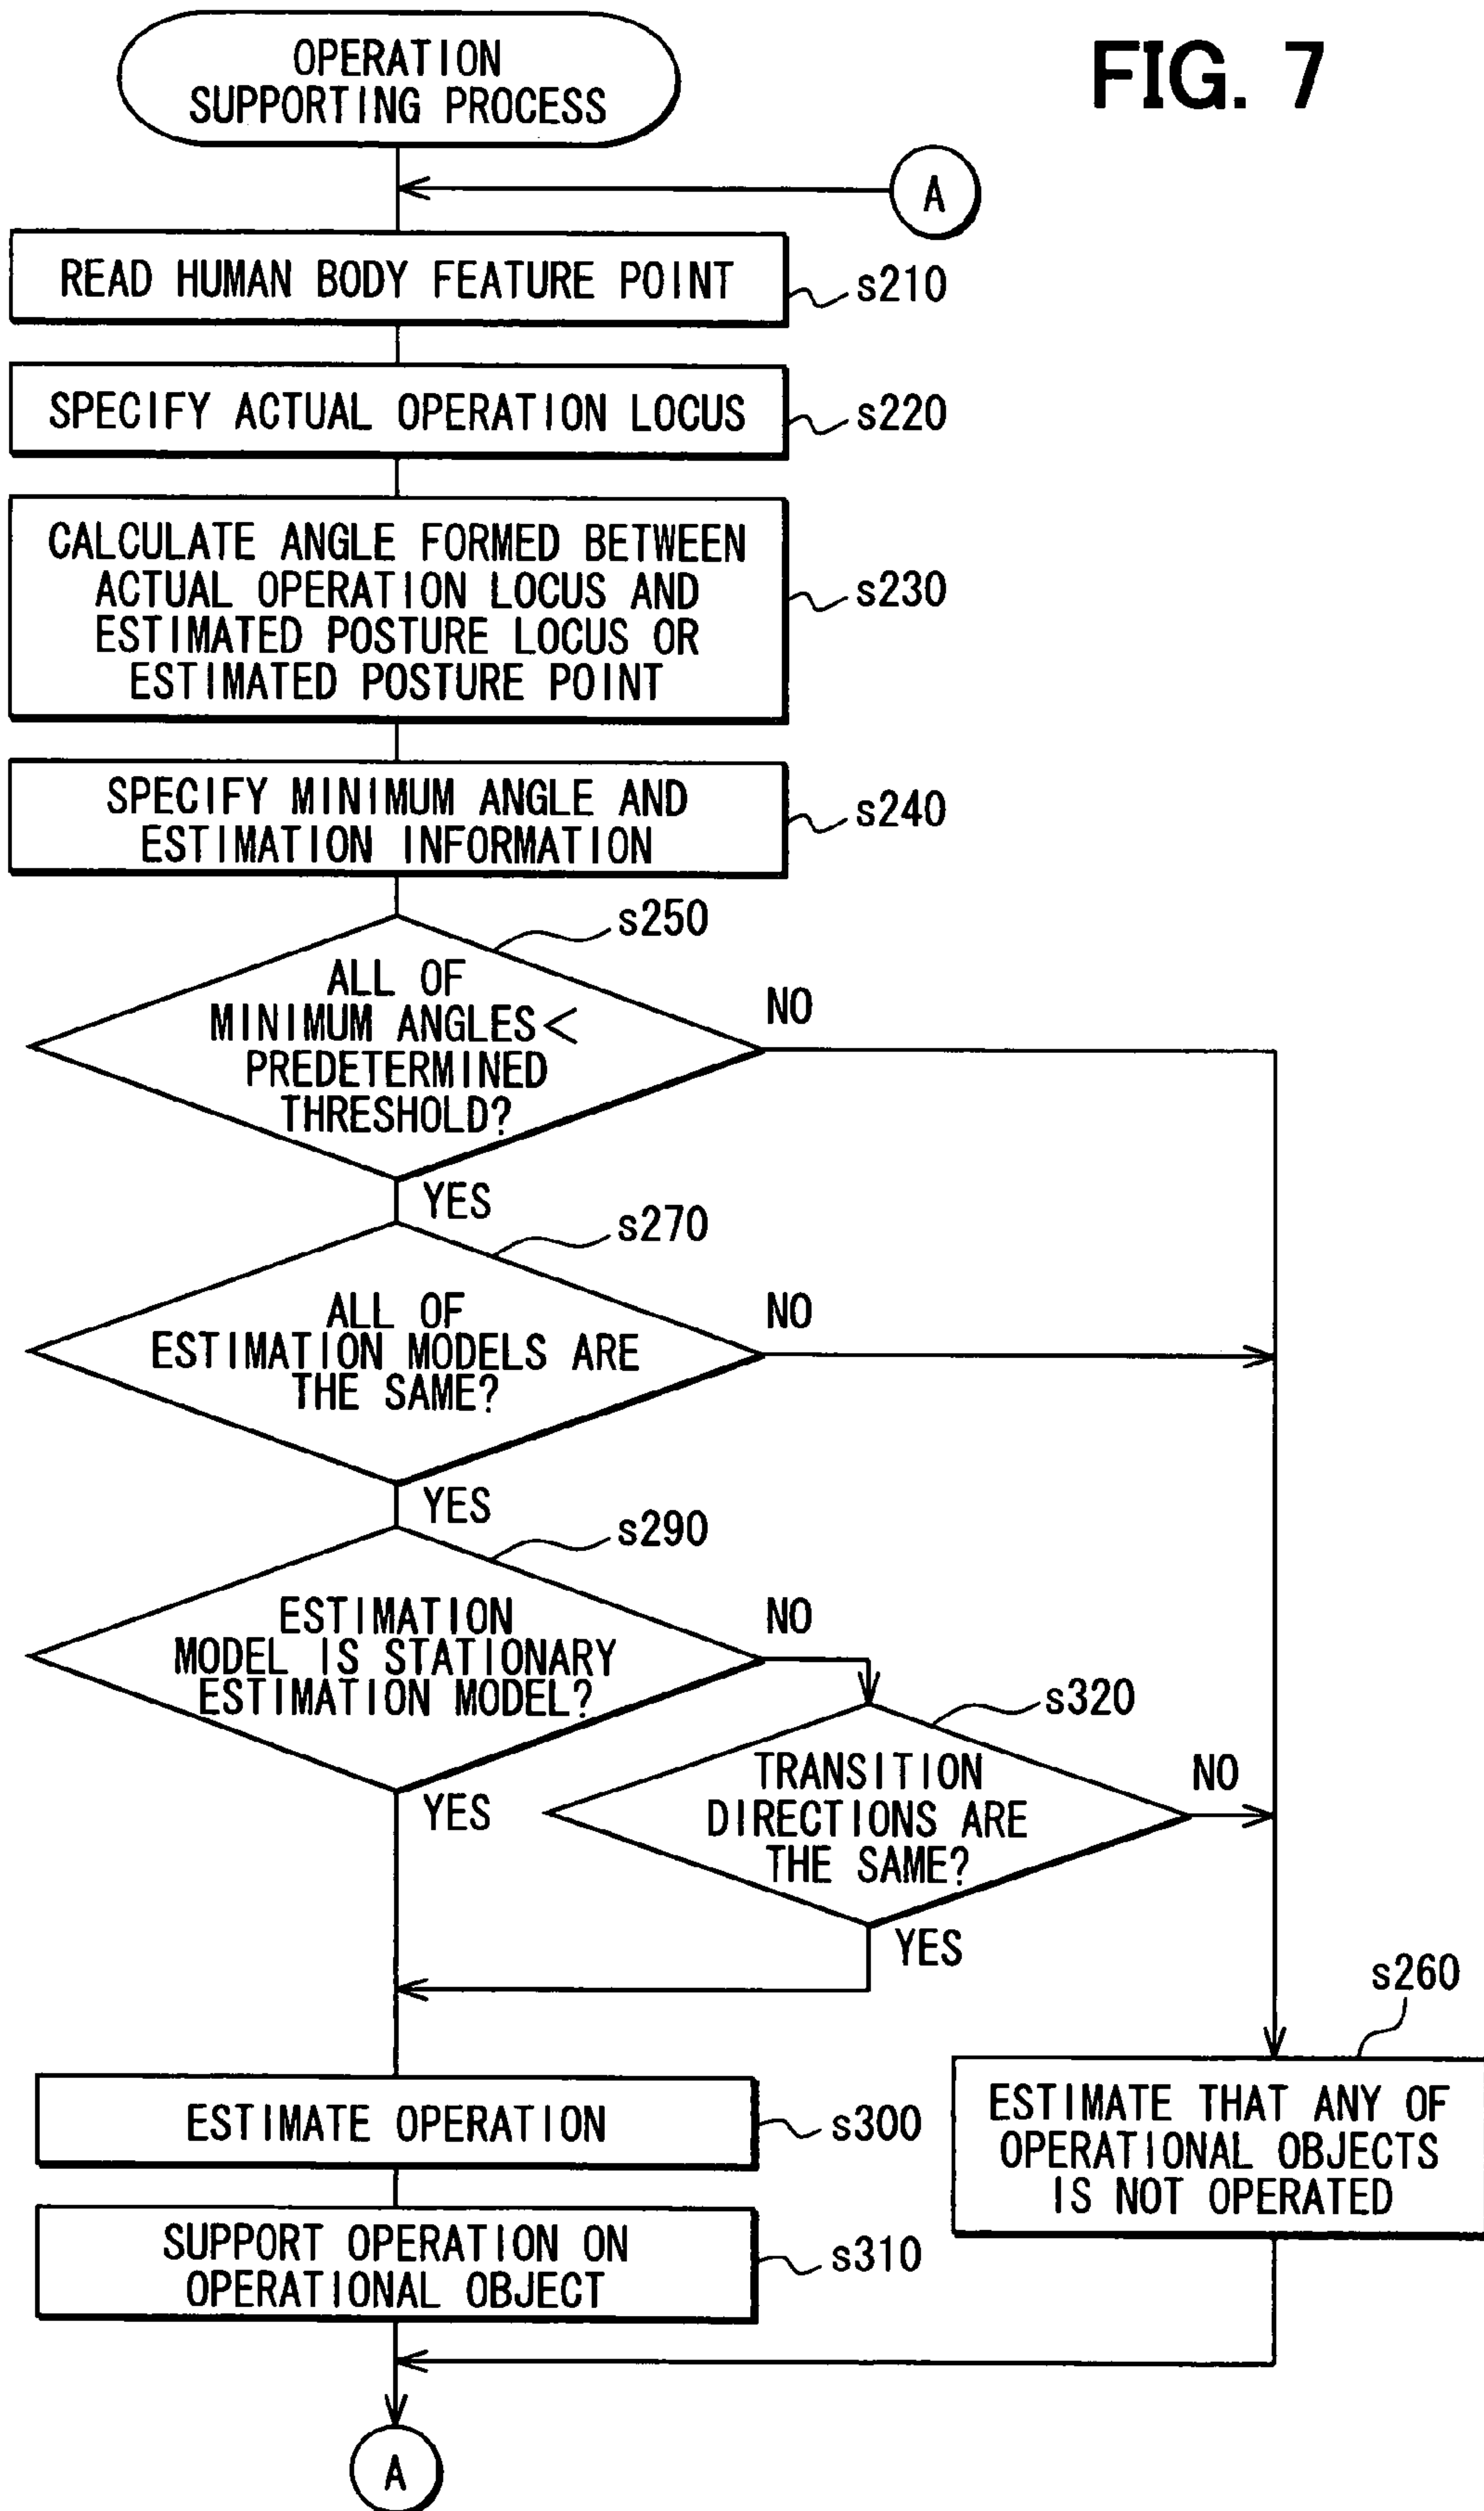 FIG. 7
OPERATION
SUPPORTING PROCESS
A
READ HUMAN BODY FEATURE POINT
s210
SPECIFY ACTUAL OPERATION LOCUS
s220
CALCULATE ANGLE FORMED BETWEEN
ACTUAL OPERATION LOCUS AND
ESTIMATED POSTURE LOCUS OR
ESTIMATED POSTURE POINT
s230
SPECIFY MINIMUM ANGLE AND
ESTIMATION INFORMATION
s240
s250
ALL OF
MINIMUM ANGLES<
PREDETERMINED
THRESHOLD?
NO
YES
s270
ALL OF
ESTIMATION MODELS ARE
THE SAME?
NO
YES
s290
ESTIMATION
MODEL IS STATIONARY
ESTIMATION MODEL?
NO
YES
s320
TRANSITION
DIRECTIONS ARE
THE SAME?
NO
YES
s260
ESTIMATE THAT ANY OF
OPERATIONAL OBJECTS
IS NOT OPERATED
ESTIMATE OPERATION
s300
SUPPORT OPERATION ON
OPERATIONAL OBJECT
s310
A